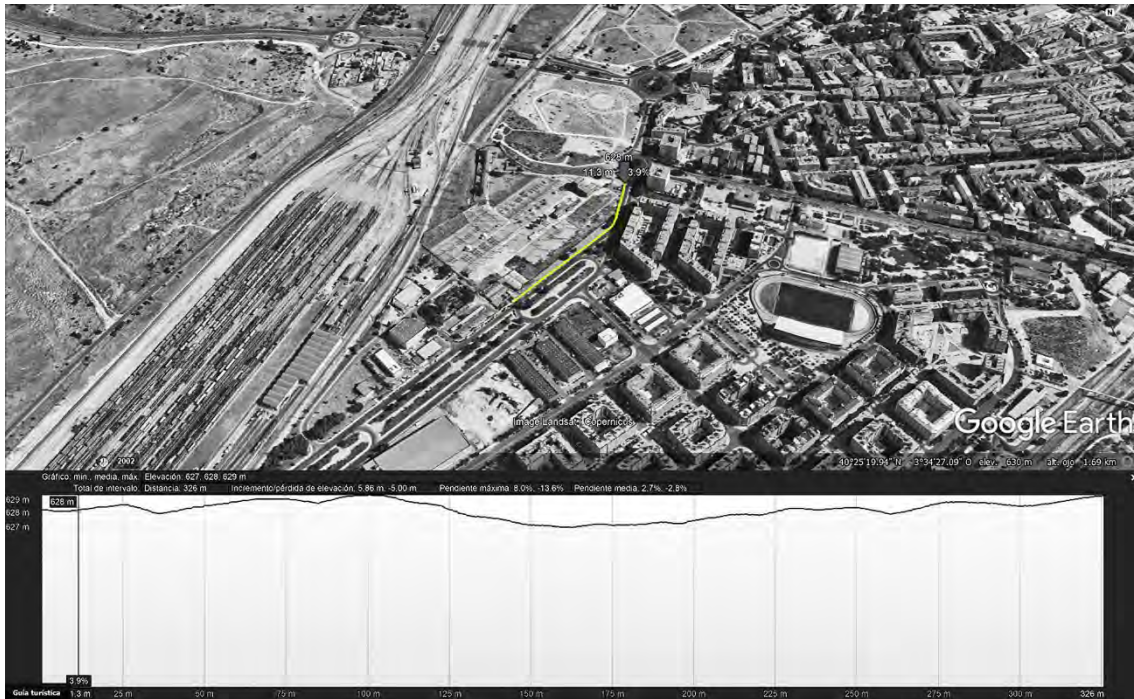 N
628 m
11.3 m 3.9%
Image Landsat / Copernicus
Google Earth
2002
40°25'19.94" N 3°34'27.09" O elev. 630 m alt. ojo 1.69 km
Gráfico: mín., media, máx. Elevación: 627, 628, 629 m
Total de intervalo: Distancia: 326 m Incremento/pérdida de elevación: 5.86 m, -5.00 m Pendiente máxima: 8.0%, -13.6% Pendiente media: 2.7%, -2.8%
629 m
628 m
628 m
627 m
3.9%
Guía turística 1.3 m 25 m 50 m 75 m 100 m 125 m 150 m 175 m 200 m 225 m 250 m 275 m 300 m 326 m